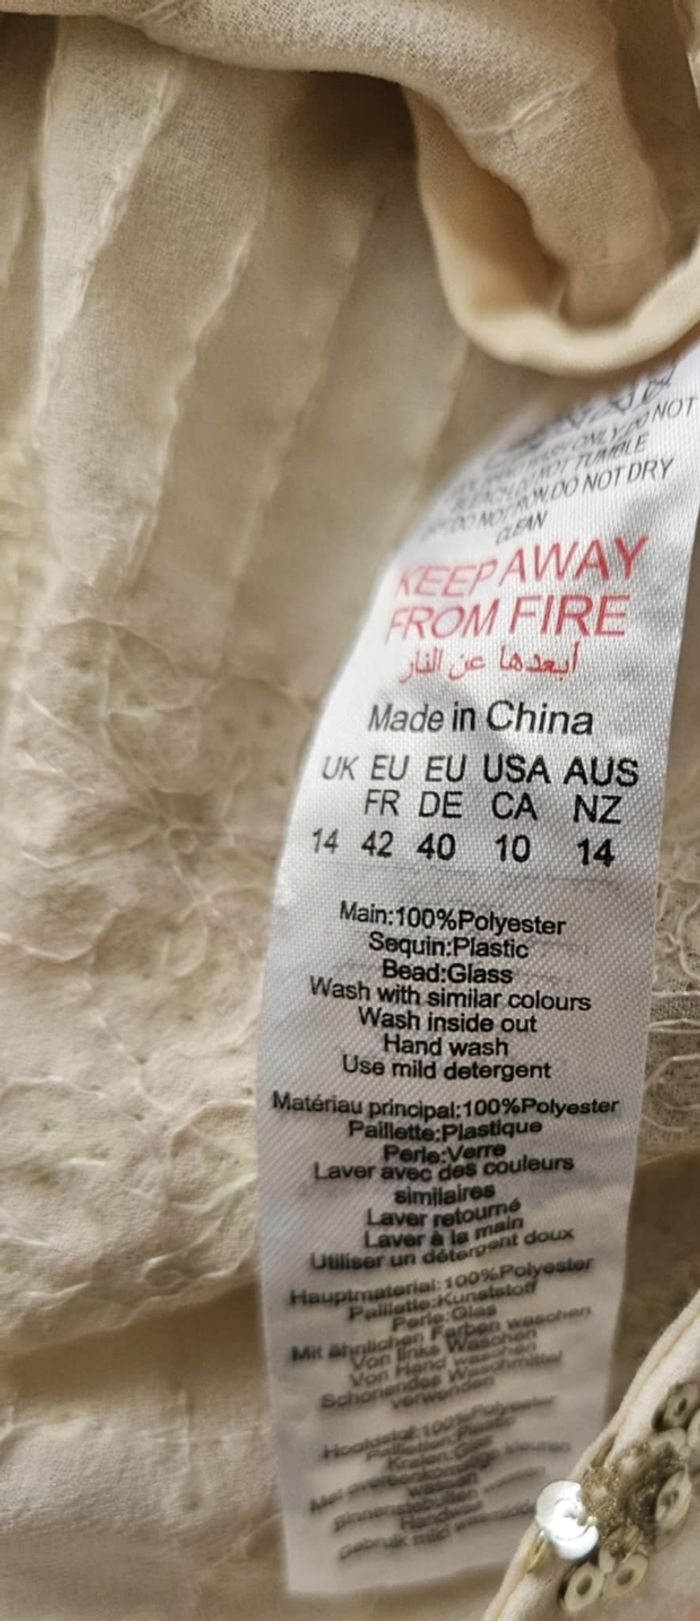 ONLY DO NOT
DO NOT TUMBLE
DO NOT IRON.DO NOT DRY
CLEAN
KEEP AWAY
FROM FIRE
أبعدها عن النار
Made in China
UK EU EU USA AUS
FR DE CA NZ
14 42 40 10 14
Main:100%Polyester
Sequin:Plastic
Bead:Glass
Wash with similar colours
Wash inside out
Hand wash
Use mild detergent
Matériau principal:100%Polyester
Paillette:Plastique
Perle:Verre
Laver avec des couleurs
similaires
Laver retourné
Laver à la main
Utiliser un détergent doux
Hauptmaterial:100%Polyester
Paillette:Kunststoff
Perle:Glas
Mit ähnlichen Farben waschen
Von links Waschen
Von Hand waschen
Schonendes Waschmittel
verwenden